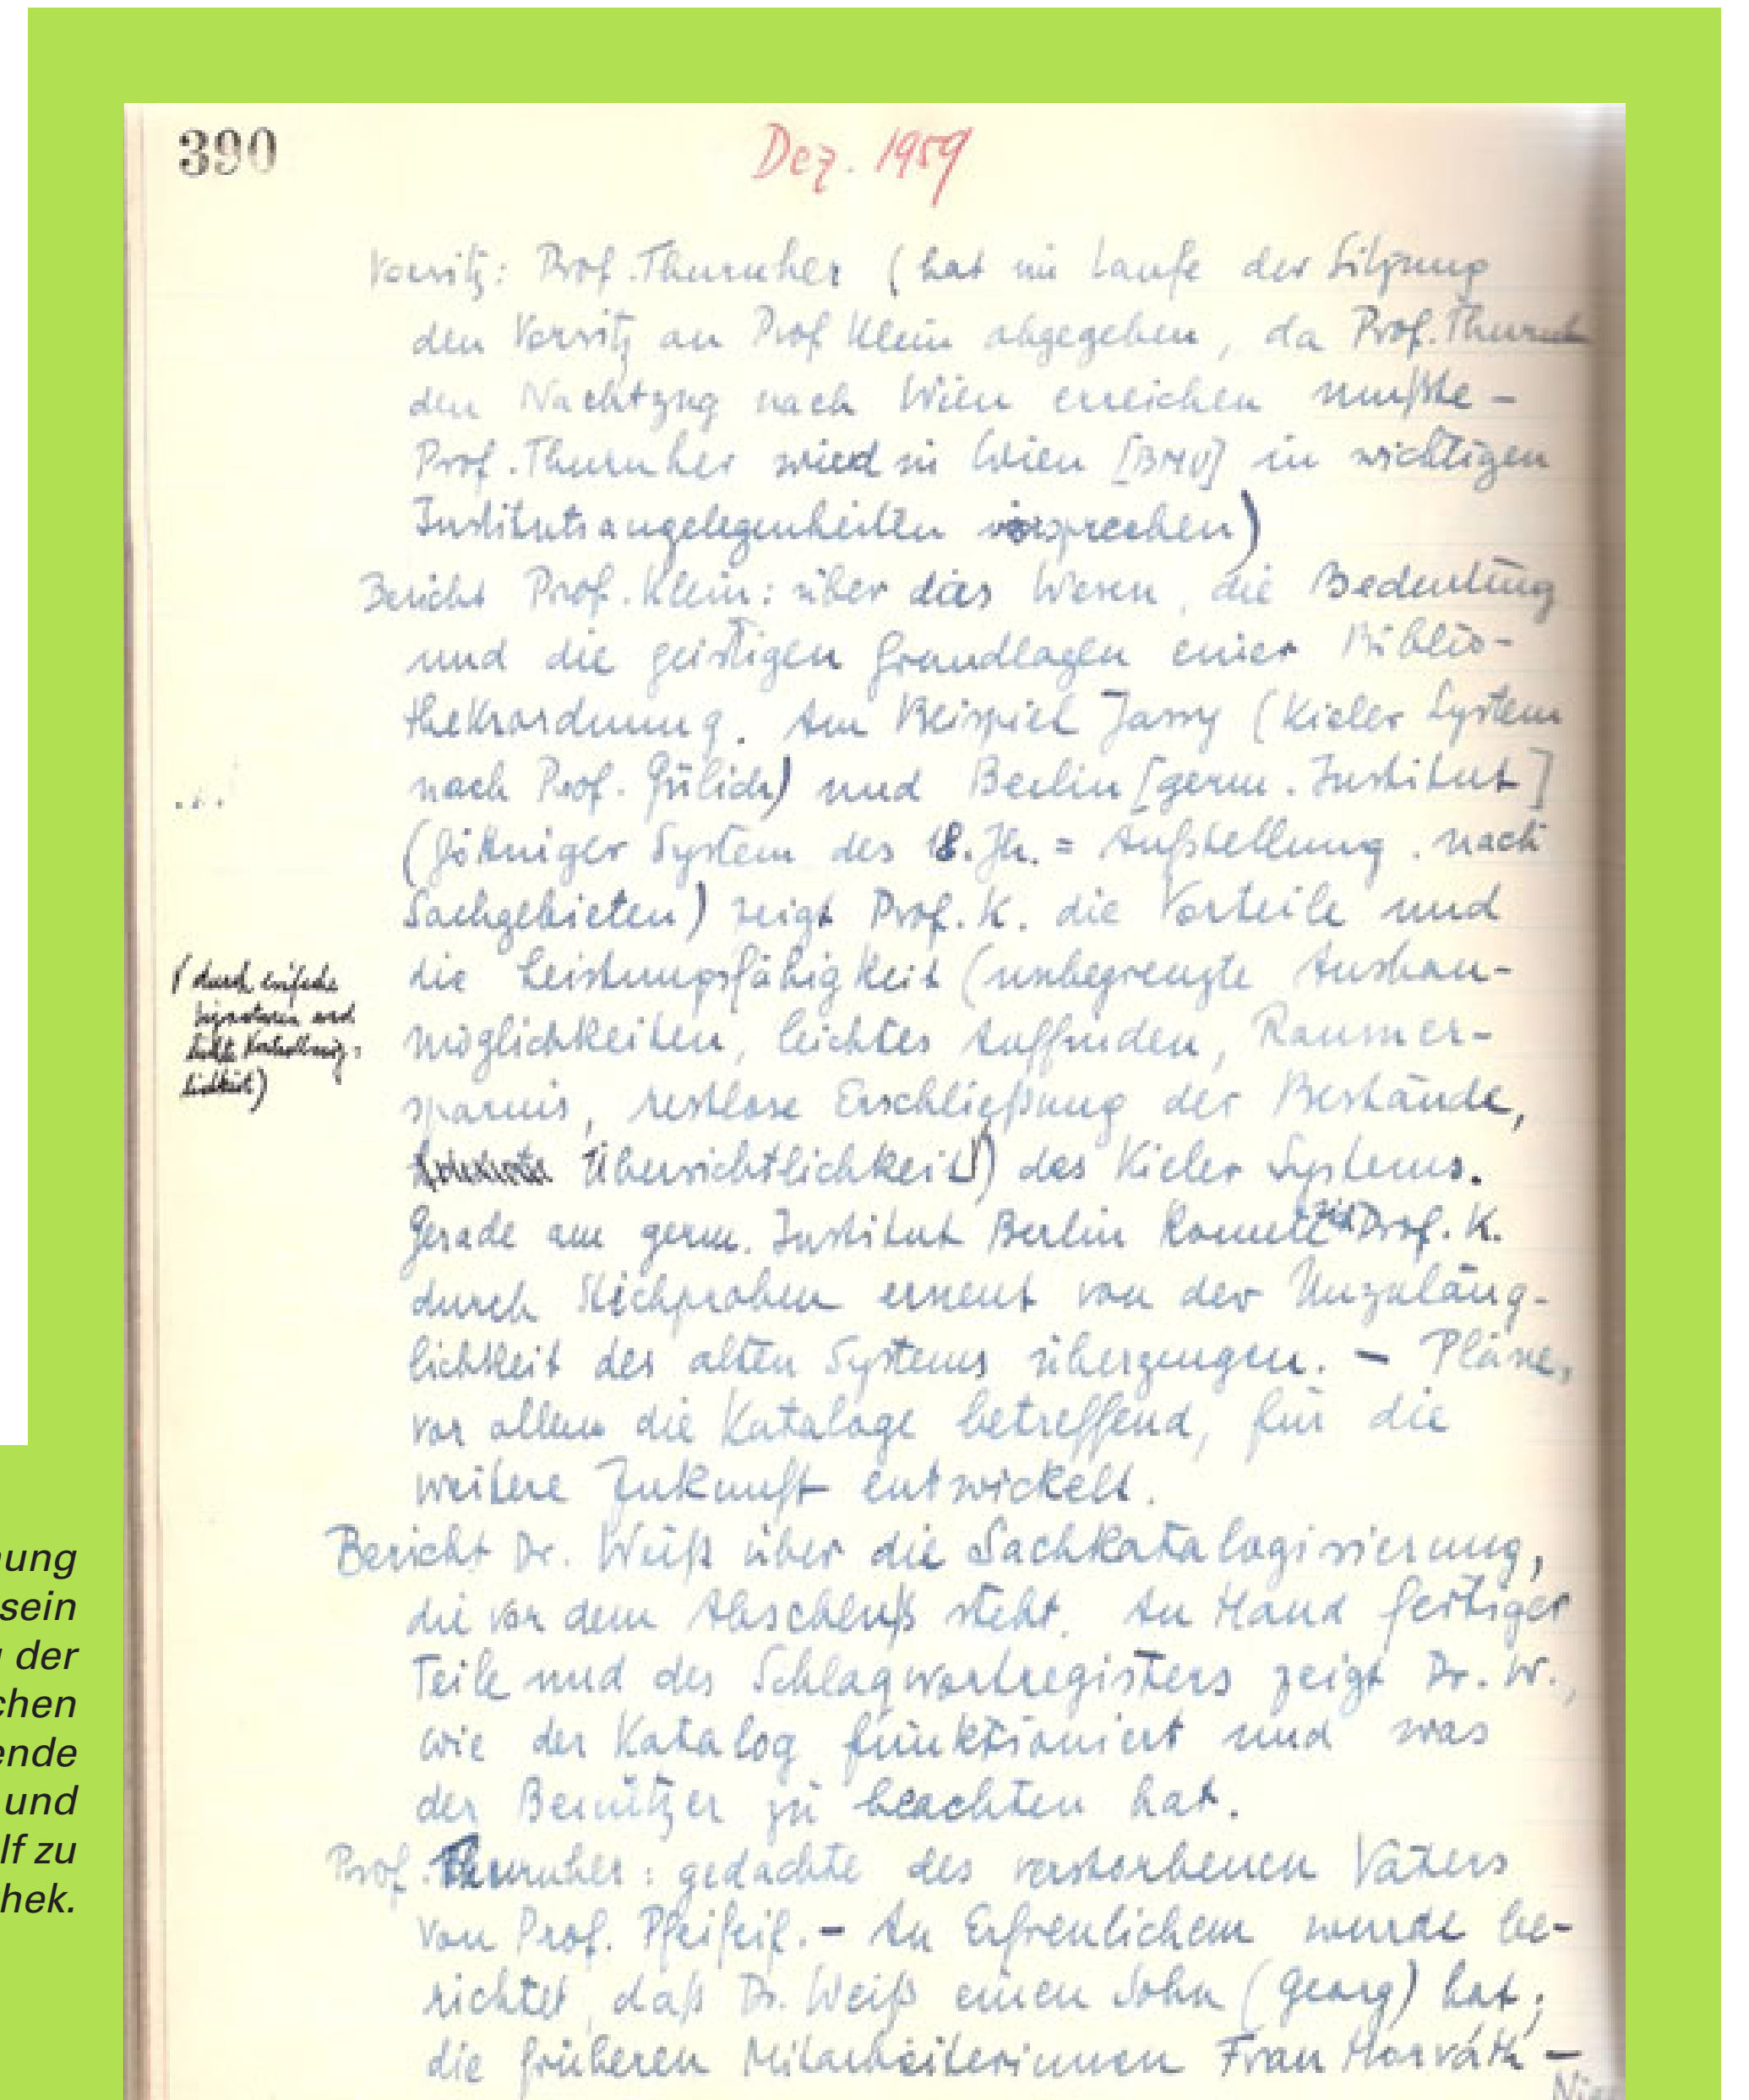 390
Dez. 1959
Vorsitz: Prof. Thurnher (hat im Laufe der Sitzung
den Vorsitz an Prof Klein abgegeben, da Prof. Thurnh
den Nachtzug nach Wien erreichen mußte –
Prof. Thurnher wird in Wien [BMU] in wichtigen
Institutsangelegenheiten vorsprechen)
Bericht Prof. Klein: über das Wesen, die Bedeutung
und die geistigen Grundlagen einer Biblio-
theksordnung. Am Beispiel Jassy (Kieler System
nach Prof. Gülich) und Berlin [germ. Institut]
(Göttinger System des 18. Jh. = Aufstellung nach
Sachgebieten) zeigt Prof. K. die Vorteile und
die Leistungsfähigkeit (unbegrenzte Ausbau-
möglichkeiten, leichtes Auffinden, Raumer-
sparnis, restlose Erschließung der Bestände,
Übersichtlichkeit) des Kieler Systems.
(durch einfache
Signaturen und
Gerade am germ. Institut Berlin konnte sich Prof. K.
durch Stichproben erneut von der Unzuläng-
lichkeit des alten Systems überzeugen. – Pläne,
vor allem die Kataloge betreffend, für die
weitere Zukunft entwickelt.
Bericht Dr. Weiß über die Sachkatalogisierung,
die vor dem Abschluß steht. An Hand fertiger
Teile und des Schlagwortregisters zeigt Dr. W.,
wie der Katalog funktioniert und was
der Benützer zu beachten hat.
Prof. Thurnher: gedachte des verstorbenen Vaters
von Prof. – An Erfreulichem wurde be-
richtet, daß Dr. Weiß einen Sohn (Georg) hat;
die früheren Mitarbeiterinnen Frau Horváth –
ung
sein
der
chen
ende
und
lf zu
hek.